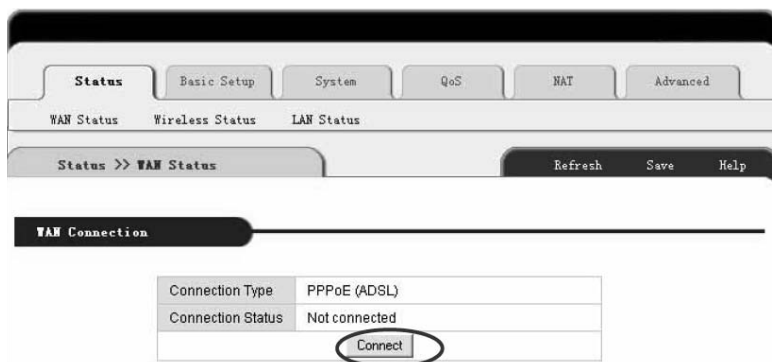 Status Basic Setup System QoS NAT Advanced
WAN Status Wireless Status LAN Status
Status >> WAN Status Refresh Save Help
WAN Connection
Connection Type PPPoE (ADSL)
Connection Status Not connected
Connect